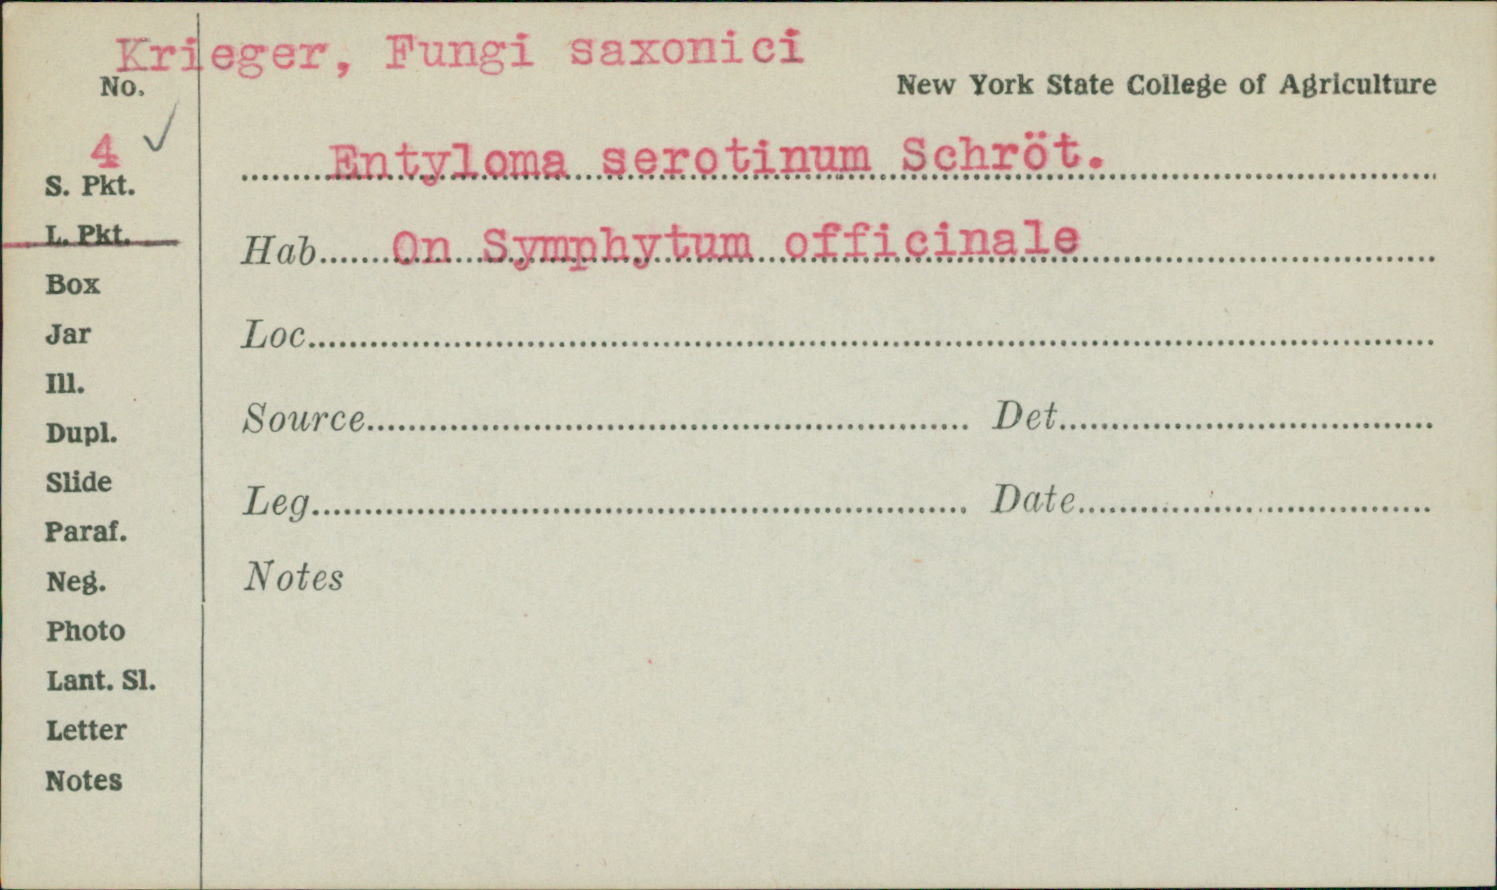 Krieger, Fungi saxonici
No.
New York State College of Agriculture
4 ✓
Entyloma serotinum Schröt.
S. Pkt.
L. Pkt.
Hab. On Symphytum officinale
Box
Jar
Loc.
Ill.
Dupl.
Source Det.
Slide
Leg. Date
Paraf.
Neg.
Notes
Photo
Lant. Sl.
Letter
Notes